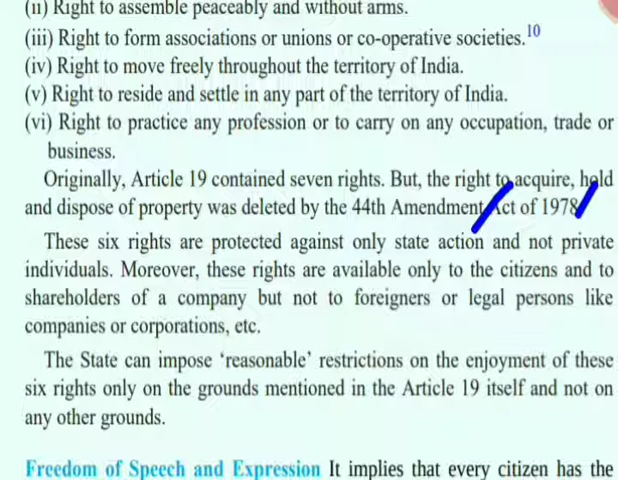 (ii) Right to assemble peaceably and without arms.
(iii) Right to form associations or unions or co-operative societies.10
(iv) Right to move freely throughout the territory of India.
(v) Right to reside and settle in any part of the territory of India.
(vi) Right to practice any profession or to carry on any occupation, trade or
business.
Originally, Article 19 contained seven rights. But, the right to acquire, hold
and dispose of property was deleted by the 44th Amendment Act of 1978.
These six rights are protected against only state action and not private
individuals. Moreover, these rights are available only to the citizens and to
shareholders of a company but not to foreigners or legal persons like
companies or corporations, etc.
The State can impose ‘reasonable’ restrictions on the enjoyment of these
six rights only on the grounds mentioned in the Article 19 itself and not on
any other grounds.
Freedom of Speech and Expression It implies that every citizen has the